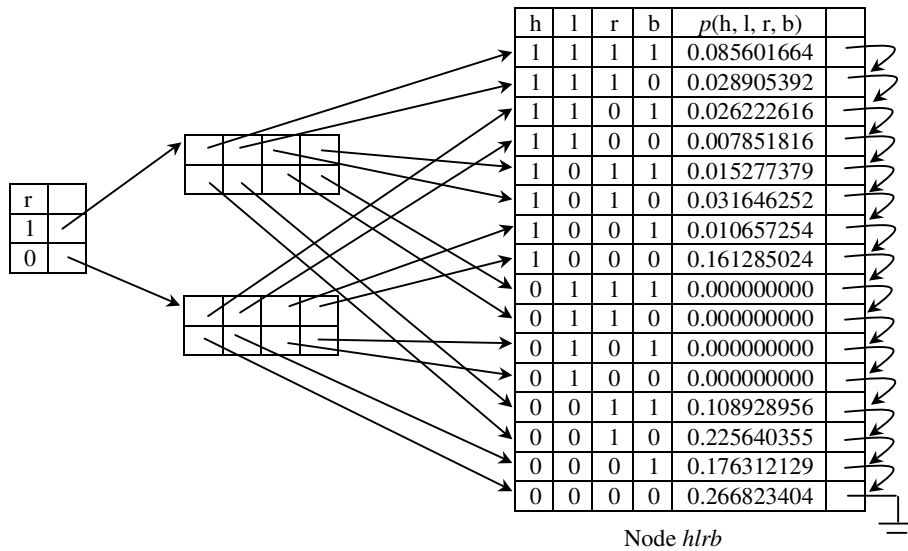 h l r b p(h, l, r, b)
1 1 1 1 0.085601664
1 1 1 0 0.028905392
1 1 0 1 0.026222616
1 1 0 0 0.007851816
1 0 1 1 0.015277379
1 0 1 0 0.031646252
1 0 0 1 0.010657254
1 0 0 0 0.161285024
0 1 1 1 0.000000000
0 1 1 0 0.000000000
0 1 0 1 0.000000000
0 1 0 0 0.000000000
0 0 1 1 0.108928956
0 0 1 0 0.225640355
0 0 0 1 0.176312129
0 0 0 0 0.266823404
r
1
0
Node hlrb